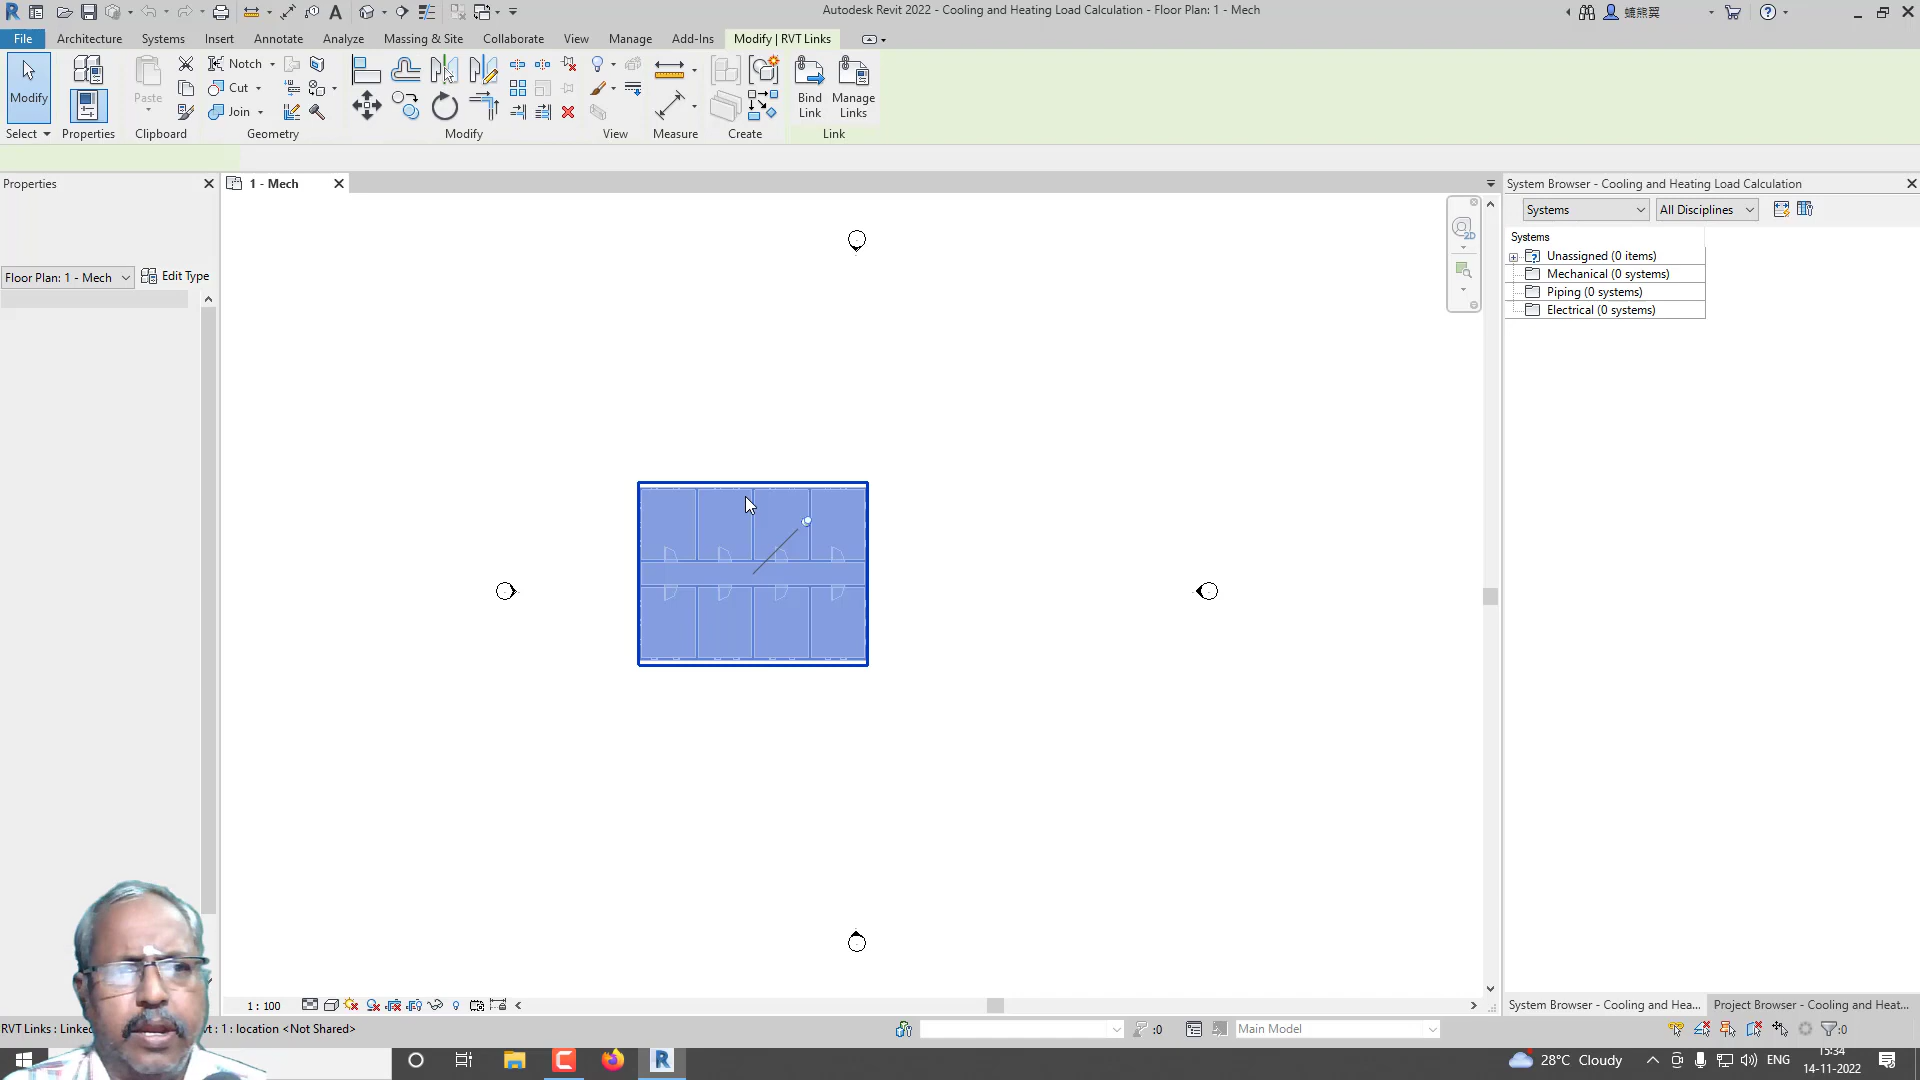 Autodesk Revit 2022 - Cooling and Heating Load Calculation - Floor Plan: 1 - Mech
File Architecture Systems Insert Annotate Analyze Massing & Site Collaborate View Manage Add-Ins Modify | RVT Links
Modify
Paste
Notch
Cut
Join
Bind Link
Manage Links
Select Properties Clipboard Geometry Modify View Measure Create Link
Properties
1 - Mech
System Browser - Cooling and Heating Load Calculation
Systems
All Disciplines
2D
Systems
Floor Plan: 1 - Mech
Edit Type
Unassigned (0 items)
Mechanical (0 systems)
Piping (0 systems)
Electrical (0 systems)
1 : 100
System Browser - Cooling and Hea...
Project Browser - Cooling and Heat...
RVT Links : Linked
: 1 : location <Not Shared>
:0
Main Model
:0
28°C Cloudy
ENG
15:34
14-11-2022